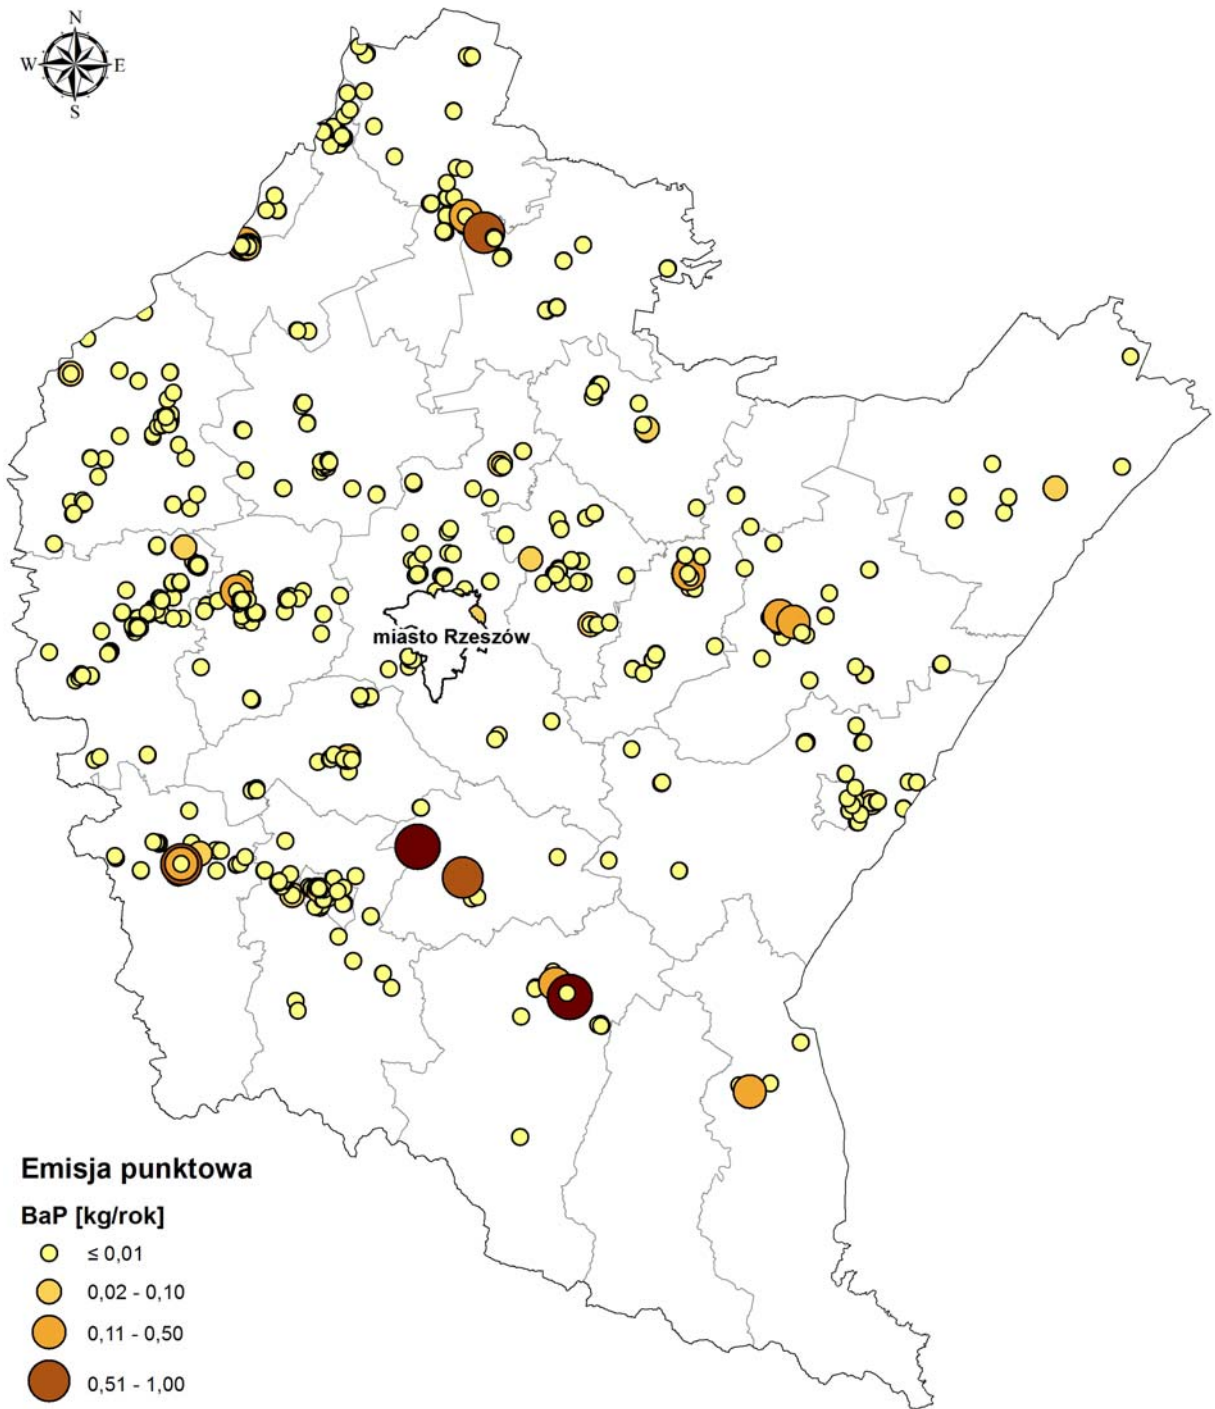 N
W E
S
miasto Rzeszów
Emisja punktowa
BaP [kg/rok]
≤ 0,01
0,02 - 0,10
0,11 - 0,50
0,51 - 1,00